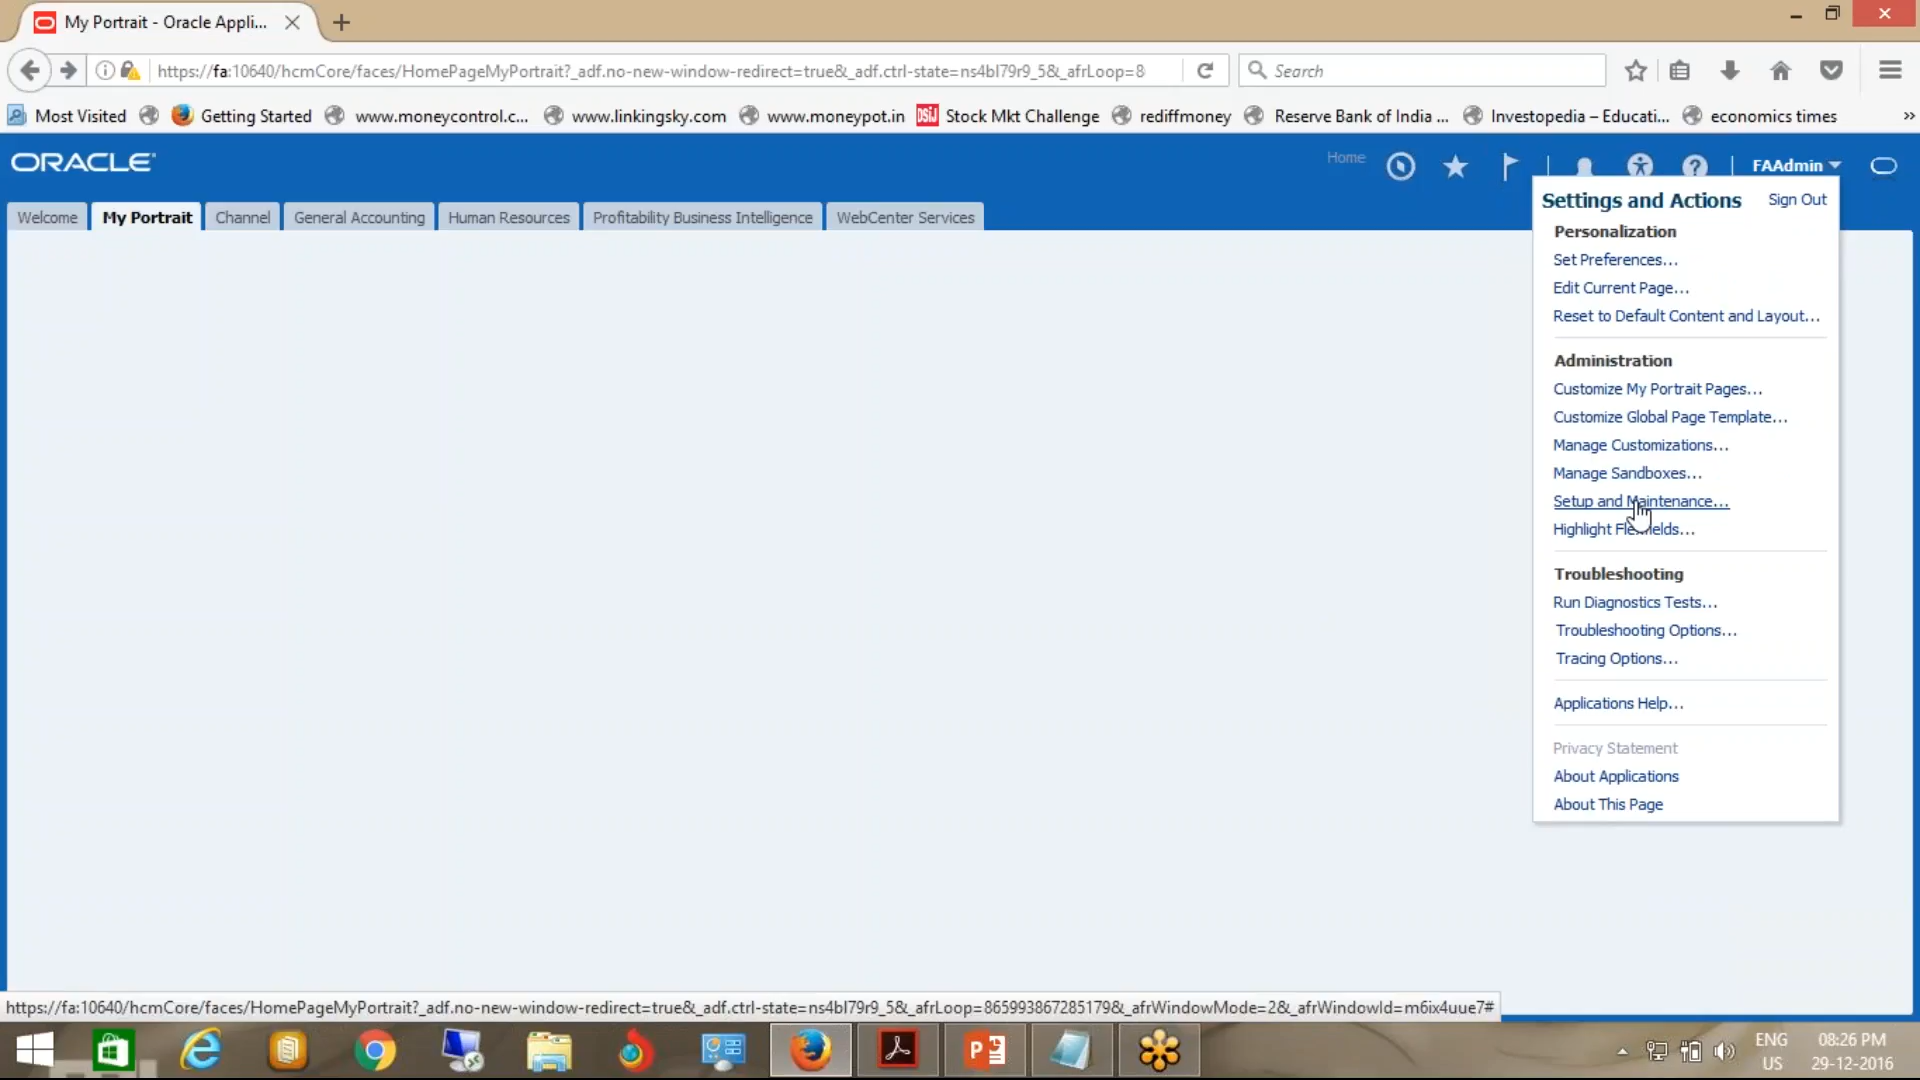 My Portrait - Oracle Appli...
https://fa:10640/hcmCore/faces/HomePageMyPortrait?_adf.no-new-window-redirect=true&_adf.ctrl-state=ns4bl79r9_5&_afrLoop=8
Search
Most Visited
Getting Started
www.moneycontrol.c...
www.linkingsky.com
www.moneypot.in
DSIJ Stock Mkt Challenge
rediffmoney
Reserve Bank of India ...
Investopedia – Educati...
economics times
»
ORACLE
Home
FAAdmin
Welcome
My Portrait
Channel
General Accounting
Human Resources
Profitability Business Intelligence
WebCenter Services
Settings and Actions
Sign Out
Personalization
Set Preferences...
Edit Current Page...
Reset to Default Content and Layout...
Administration
Customize My Portrait Pages...
Customize Global Page Template...
Manage Customizations...
Manage Sandboxes...
Setup and Maintenance...
Highlight Flexfields...
Troubleshooting
Run Diagnostics Tests...
Troubleshooting Options...
Tracing Options...
Applications Help...
Privacy Statement
About Applications
About This Page
https://fa:10640/hcmCore/faces/HomePageMyPortrait?_adf.no-new-window-redirect=true&_adf.ctrl-state=ns4bl79r9_5&_afrLoop=865993867285179&_afrWindowMode=2&_afrWindowId=m6ix4uue7#
ENG
US
08:26 PM
29-12-2016